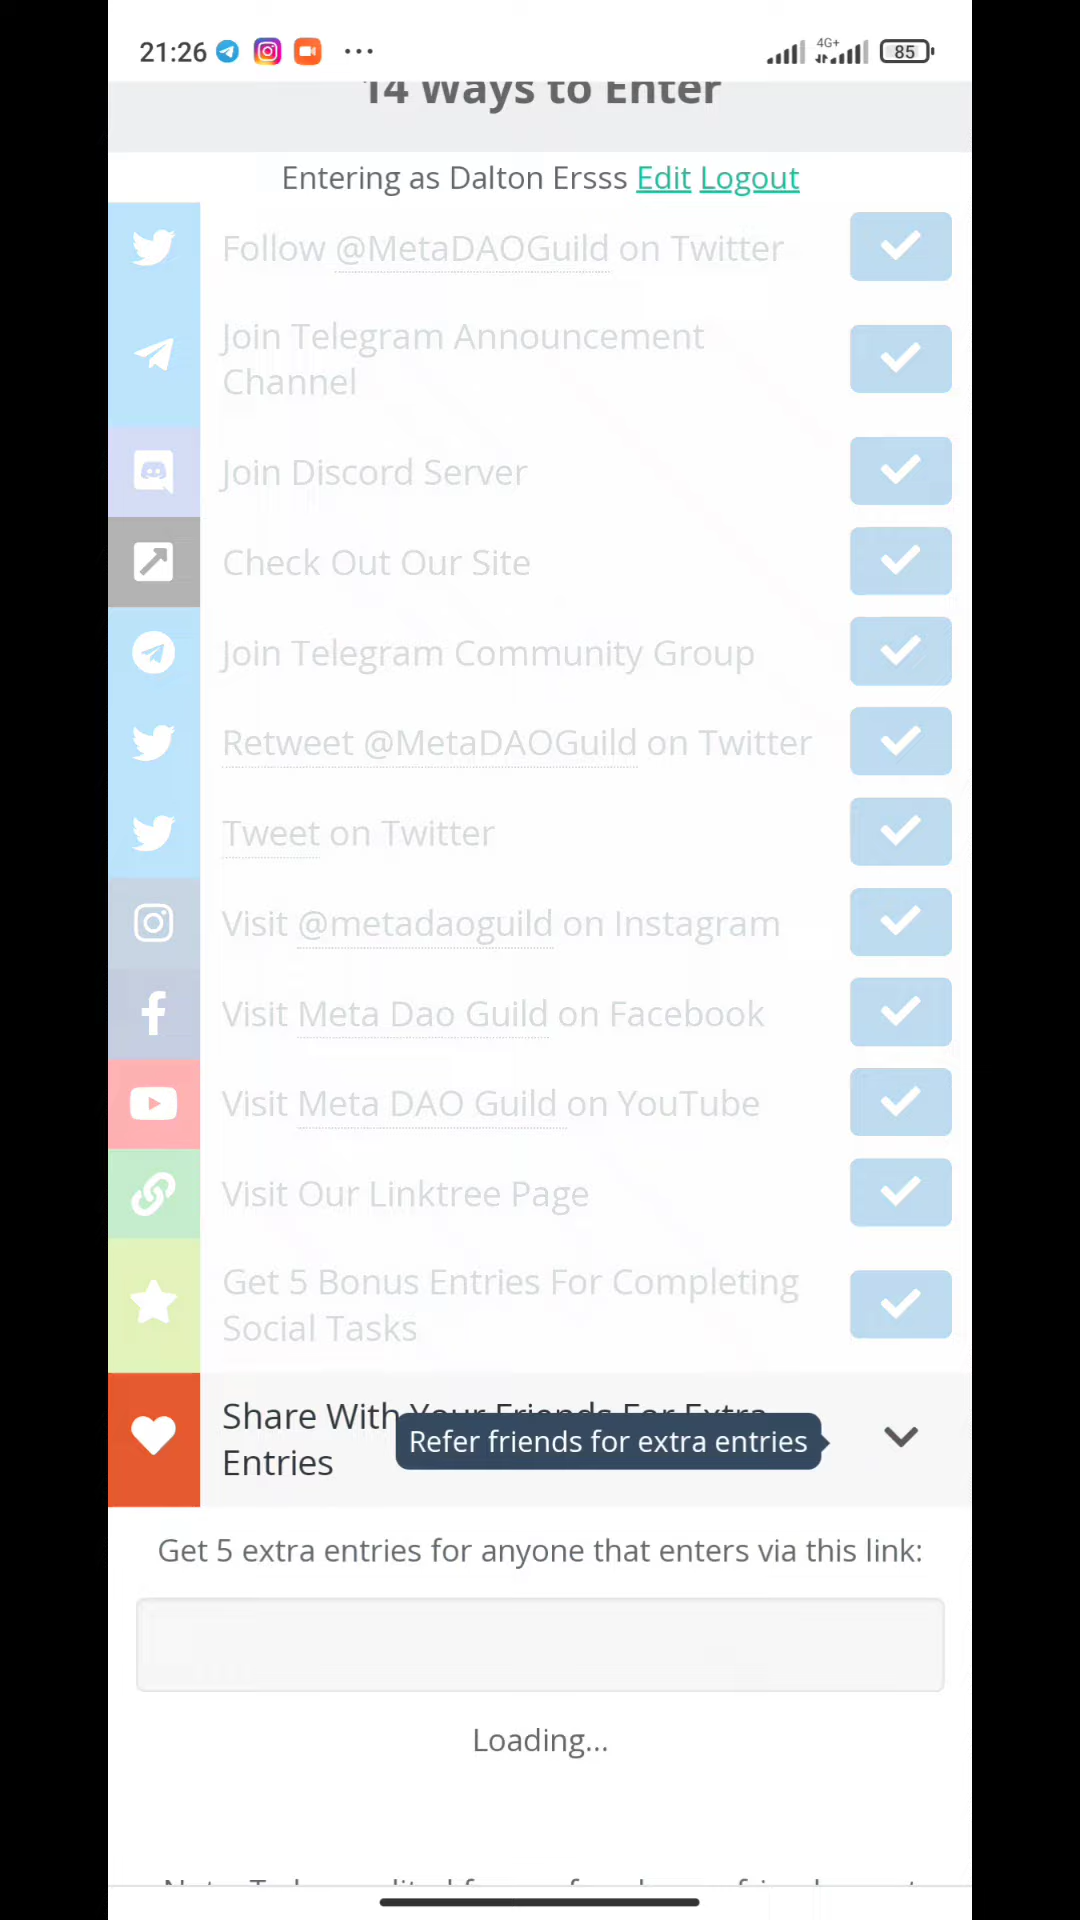 21:26
4G+
85
14 Ways to Enter
Entering as Dalton Ersss Edit Logout
Follow @MetaDAOGuild on Twitter
Join Telegram Announcement
Channel
Join Discord Server
Check Out Our Site
Join Telegram Community Group
Retweet @MetaDAOGuild on Twitter
Tweet on Twitter
Visit @metadaoguild on Instagram
Visit Meta Dao Guild on Facebook
Visit Meta DAO Guild on YouTube
Visit Our Linktree Page
Get 5 Bonus Entries For Completing
Social Tasks
Share With Your Friends For Extra
Entries
Refer friends for extra entries
Get 5 extra entries for anyone that enters via this link:
Loading...